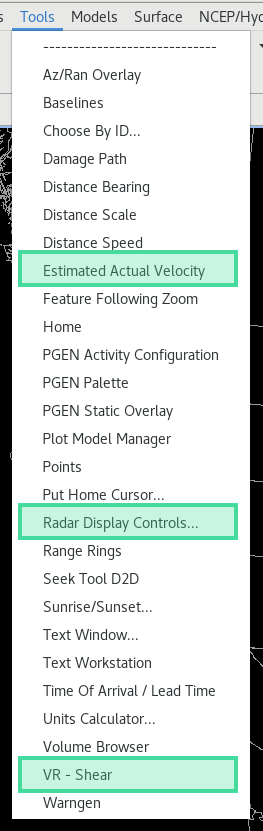 s Tools Models Surface NCEP/Hyd
-----------------------------
Az/Ran Overlay
Baselines
Choose By ID...
Damage Path
Distance Bearing
Distance Scale
Distance Speed
Estimated Actual Velocity
Feature Following Zoom
Home
PGEN Activity Configuration
PGEN Palette
PGEN Static Overlay
Plot Model Manager
Points
Put Home Cursor...
Radar Display Controls...
Range Rings
Seek Tool D2D
Sunrise/Sunset...
Text Window...
Text Workstation
Time Of Arrival / Lead Time
Units Calculator...
Volume Browser
VR - Shear
Warngen